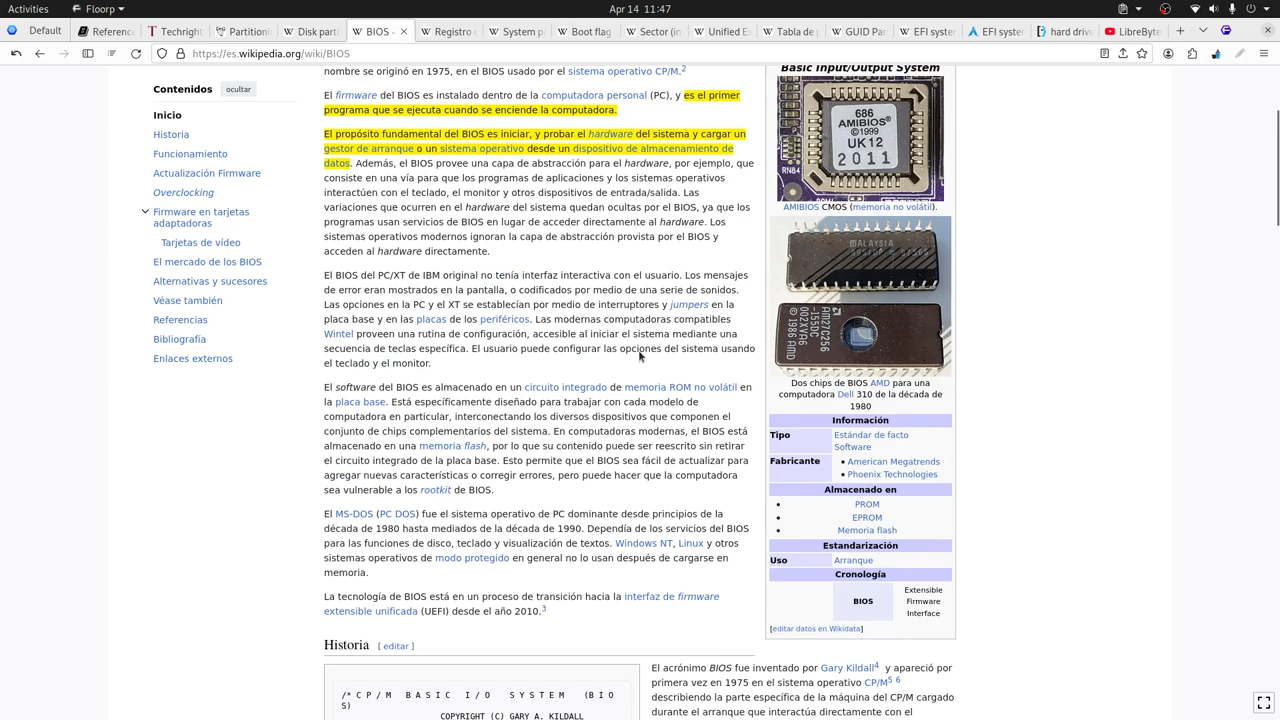 Activities
Floorp
Apr 14 11:47
Default
Reference
Techright
Partition
Disk parti
BIOS -
Registro d
System pa
Boot flag
Sector (in
Unified Ex
Tabla de p
GUID Par
EFI system
EFI system
hard drive
LibreByte
https://es.wikipedia.org/wiki/BIOS
Contenidos ocultar
Inicio
Historia
Funcionamiento
Actualización Firmware
Overclocking
Firmware en tarjetas
adaptadoras
Tarjetas de vídeo
El mercado de los BIOS
Alternativas y sucesores
Véase también
Referencias
Bibliografía
Enlaces externos
nombre se originó en 1975, en el BIOS usado por el sistema operativo CP/M.2
El firmware del BIOS es instalado dentro de la computadora personal (PC), y es el primer
programa que se ejecuta cuando se enciende la computadora.
El propósito fundamental del BIOS es iniciar, y probar el hardware del sistema y cargar un
gestor de arranque o un sistema operativo desde un dispositivo de almacenamiento de
datos. Además, el BIOS provee una capa de abstracción para el hardware, por ejemplo, que
consiste en una vía para que los programas de aplicaciones y los sistemas operativos
interactúen con el teclado, el monitor y otros dispositivos de entrada/salida. Las
variaciones que ocurren en el hardware del sistema quedan ocultas por el BIOS, ya que los
programas usan servicios de BIOS en lugar de acceder directamente al hardware. Los
sistemas operativos modernos ignoran la capa de abstracción provista por el BIOS y
acceden al hardware directamente.
El BIOS del PC/XT de IBM original no tenía interfaz interactiva con el usuario. Los mensajes
de error eran mostrados en la pantalla, o codificados por medio de una serie de sonidos.
Las opciones en la PC y el XT se establecían por medio de interruptores y jumpers en la
placa base y en las placas de los periféricos. Las modernas computadoras compatibles
Wintel proveen una rutina de configuración, accesible al iniciar el sistema mediante una
secuencia de teclas específica. El usuario puede configurar las opciones del sistema usando
el teclado y el monitor.
El software del BIOS es almacenado en un circuito integrado de memoria ROM no volátil en
la placa base. Está específicamente diseñado para trabajar con cada modelo de
computadora en particular, interconectando los diversos dispositivos que componen el
conjunto de chips complementarios del sistema. En computadoras modernas, el BIOS está
almacenado en una memoria flash, por lo que su contenido puede ser reescrito sin retirar
el circuito integrado de la placa base. Esto permite que el BIOS sea fácil de actualizar para
agregar nuevas características o corregir errores, pero puede hacer que la computadora
sea vulnerable a los rootkit de BIOS.
El MS-DOS (PC DOS) fue el sistema operativo de PC dominante desde principios de la
década de 1980 hasta mediados de la década de 1990. Dependía de los servicios del BIOS
para las funciones de disco, teclado y visualización de textos. Windows NT, Linux y otros
sistemas operativos de modo protegido en general no lo usan después de cargarse en
memoria.
La tecnología de BIOS está en un proceso de transición hacia la interfaz de firmware
extensible unificada (UEFI) desde el año 2010.3
Historia [ editar ]
/* C P / M B A S I C I / O S Y S T E M (B I O
S)
COPYRIGHT (C) GARY A. KILDALL
El acrónimo BIOS fue inventado por Gary Kildall4 y apareció por
primera vez en 1975 en el sistema operativo CP/M5 6
describiendo la parte específica de la máquina del CP/M cargado
durante el arranque que interactúa directamente con el
Basic Input/Output System
686
AMIBIOS
©1999
UK12
2011
RN84
AMIBIOS CMOS (memoria no volátil).
MALAYSIA
AM27C256
-155DC
002XVA6
© 1986 AMD
Dos chips de BIOS AMD para una
computadora Dell 310 de la década de
1980
Información
Tipo Estándar de facto
Software
Fabricante • American Megatrends
• Phoenix Technologies
Almacenado en
• PROM
• EPROM
• Memoria flash
Estandarización
Uso Arranque
Cronología
BIOS Extensible
Firmware
Interface
[editar datos en Wikidata]